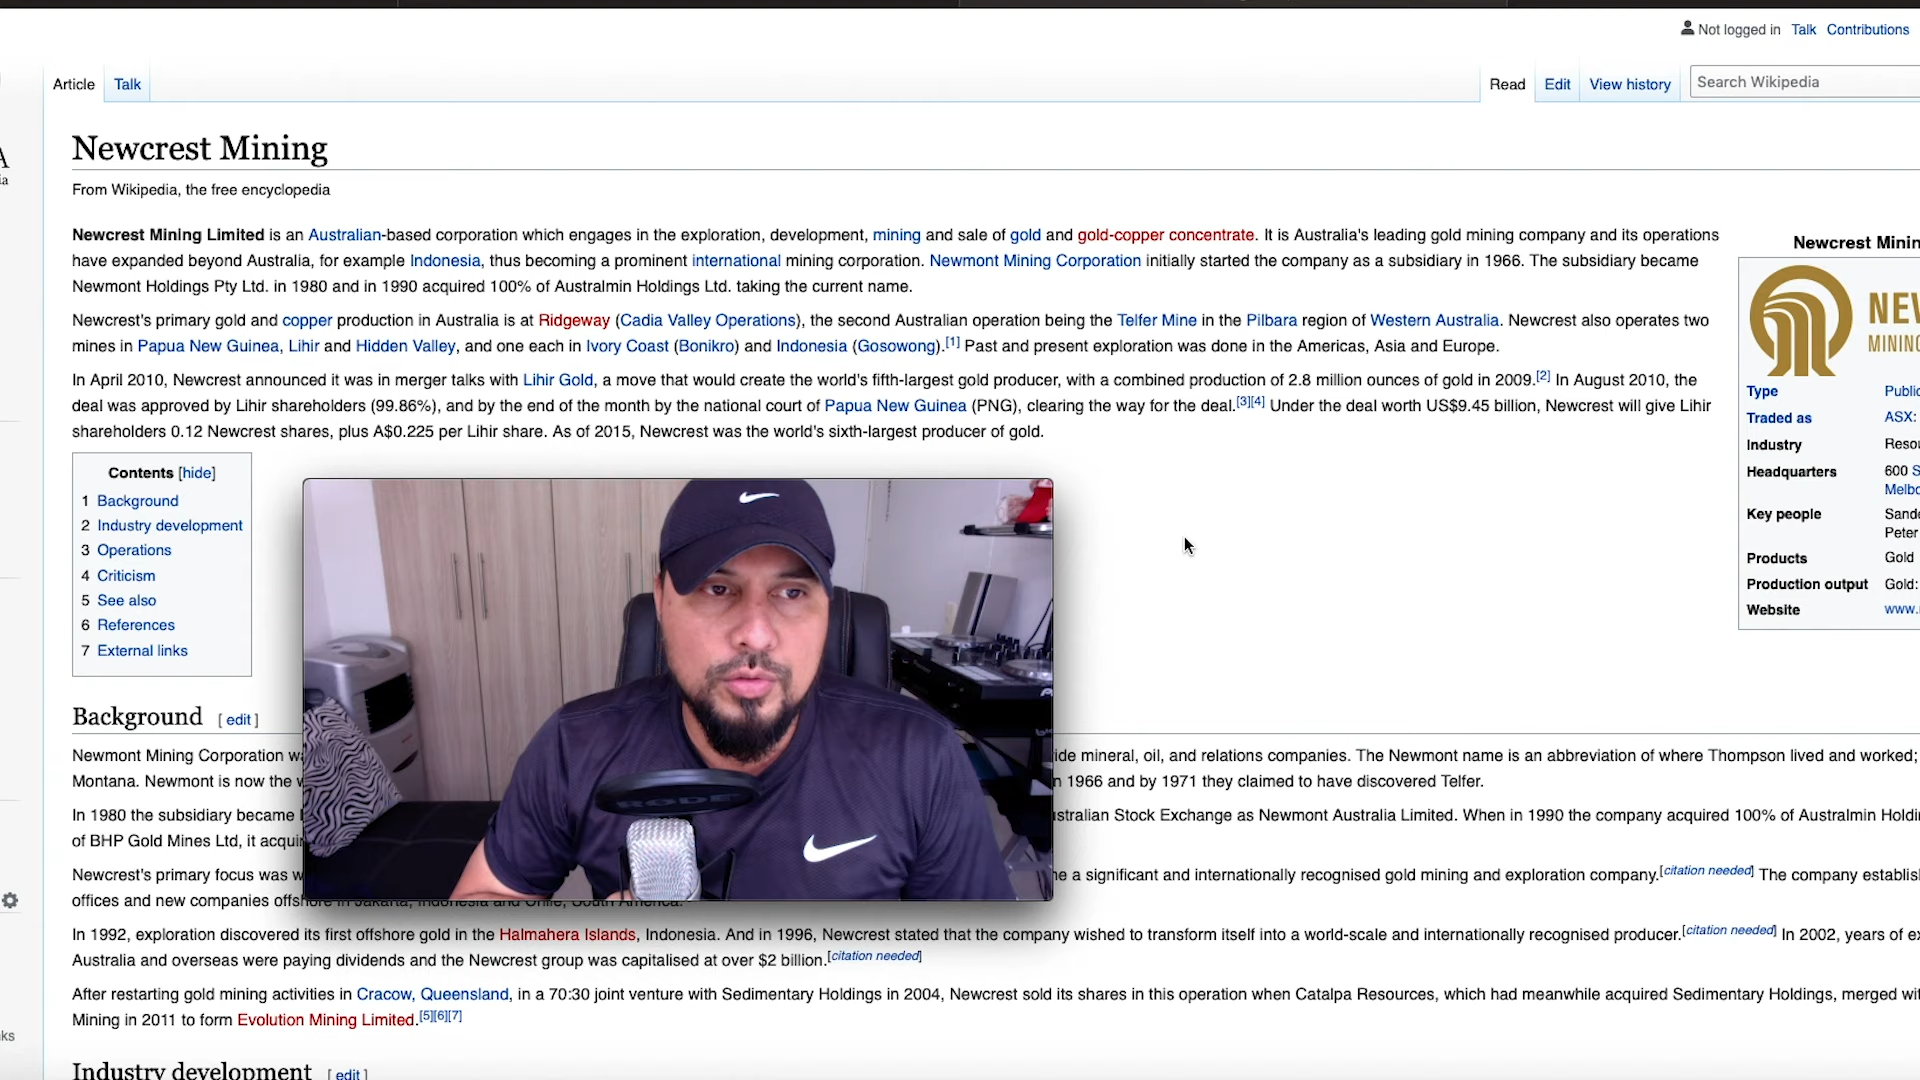 Not logged in Talk Contributions
Article Talk Read Edit View history Search Wikipedia
Newcrest Mining
From Wikipedia, the free encyclopedia
Newcrest Mining Limited is an Australian-based corporation which engages in the exploration, development, mining and sale of gold and gold-copper concentrate. It is Australia's leading gold mining company and its operations
have expanded beyond Australia, for example Indonesia, thus becoming a prominent international mining corporation. Newmont Mining Corporation initially started the company as a subsidiary in 1966. The subsidiary became
Newmont Holdings Pty Ltd. in 1980 and in 1990 acquired 100% of Australmin Holdings Ltd. taking the current name.
Newcrest's primary gold and copper production in Australia is at Ridgeway (Cadia Valley Operations), the second Australian operation being the Telfer Mine in the Pilbara region of Western Australia. Newcrest also operates two
mines in Papua New Guinea, Lihir and Hidden Valley, and one each in Ivory Coast (Bonikro) and Indonesia (Gosowong).[1] Past and present exploration was done in the Americas, Asia and Europe.
In April 2010, Newcrest announced it was in merger talks with Lihir Gold, a move that would create the world's fifth-largest gold producer, with a combined production of 2.8 million ounces of gold in 2009.[2] In August 2010, the
deal was approved by Lihir shareholders (99.86%), and by the end of the month by the national court of Papua New Guinea (PNG), clearing the way for the deal.[3][4] Under the deal worth US$9.45 billion, Newcrest will give Lihir
shareholders 0.12 Newcrest shares, plus A$0.225 per Lihir share. As of 2015, Newcrest was the world's sixth-largest producer of gold.
Newcrest Minin
NEW
MINING
Type Public
Traded as ASX:
Industry Resou
Headquarters 600 S
Melbo
Key people Sande
Peter
Products Gold
Production output Gold:
Website www.
Contents [hide]
1 Background
2 Industry development
3 Operations
4 Criticism
5 See also
6 References
7 External links
RODE
Background [ edit ]
Newmont Mining Corporation w ide mineral, oil, and relations companies. The Newmont name is an abbreviation of where Thompson lived and worked;
Montana. Newmont is now the n 1966 and by 1971 they claimed to have discovered Telfer.
In 1980 the subsidiary became stralian Stock Exchange as Newmont Australia Limited. When in 1990 the company acquired 100% of Australmin Holdi
of BHP Gold Mines Ltd, it acqui
Newcrest's primary focus was w e a significant and internationally recognised gold mining and exploration company.[citation needed] The company establis
offices and new companies offshore in Jakarta, Indonesia and Chile, South America.
In 1992, exploration discovered its first offshore gold in the Halmahera Islands, Indonesia. And in 1996, Newcrest stated that the company wished to transform itself into a world-scale and internationally recognised producer.[citation needed] In 2002, years of ex
Australia and overseas were paying dividends and the Newcrest group was capitalised at over $2 billion.[citation needed]
After restarting gold mining activities in Cracow, Queensland, in a 70:30 joint venture with Sedimentary Holdings in 2004, Newcrest sold its shares in this operation when Catalpa Resources, which had meanwhile acquired Sedimentary Holdings, merged wit
Mining in 2011 to form Evolution Mining Limited.[5][6][7]
Industry development [ edit ]